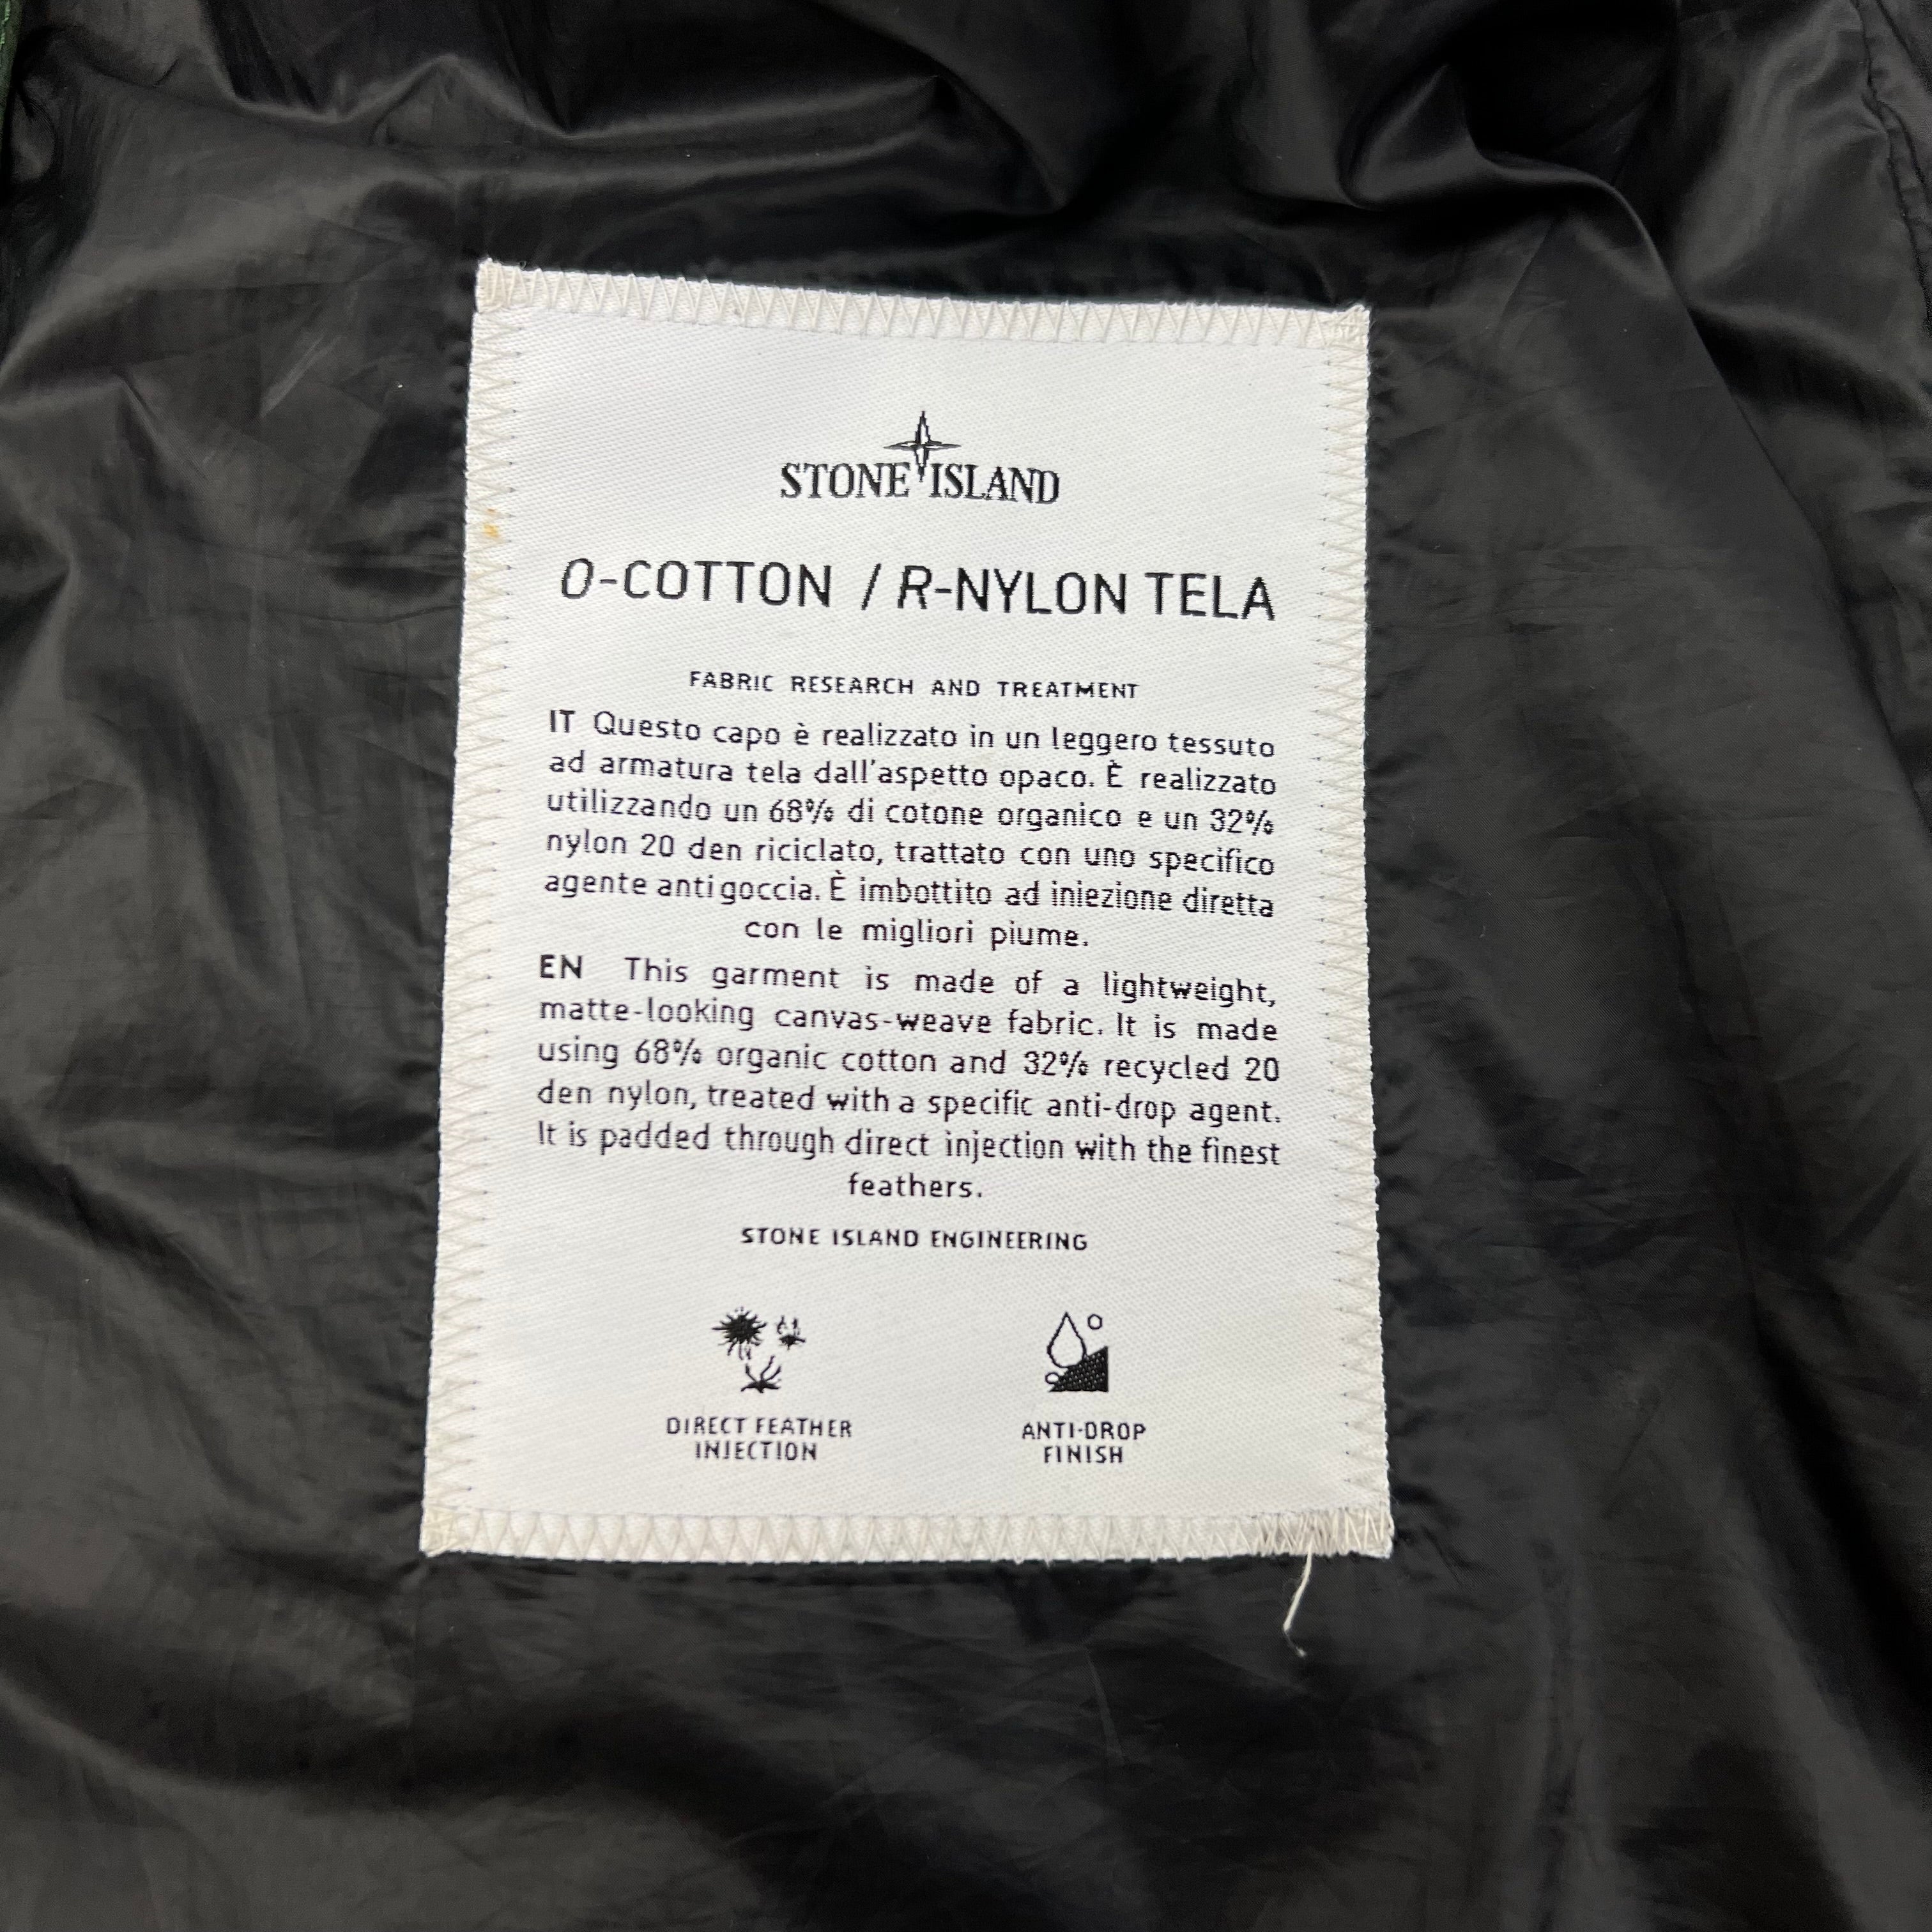 STONE ISLAND
O-COTTON / R-NYLON TELA
FABRIC RESEARCH AND TREATMENT
IT Questo capo è realizzato in un leggero tessuto
ad armatura tela dall'aspetto opaco. È realizzato
utilizzando un 68% di cotone organico e un 32%
nylon 20 den riciclato, trattato con uno specifico
agente antigoccia. È imbottito ad iniezione diretta
con le migliori piume.
EN This garment is made of a lightweight,
matte-looking canvas-weave fabric. It is made
using 68% organic cotton and 32% recycled 20
den nylon, treated with a specific anti-drop agent.
It is padded through direct injection with the finest
feathers.
STONE ISLAND ENGINEERING
DIRECT FEATHER
INJECTION
ANTI-DROP
FINISH